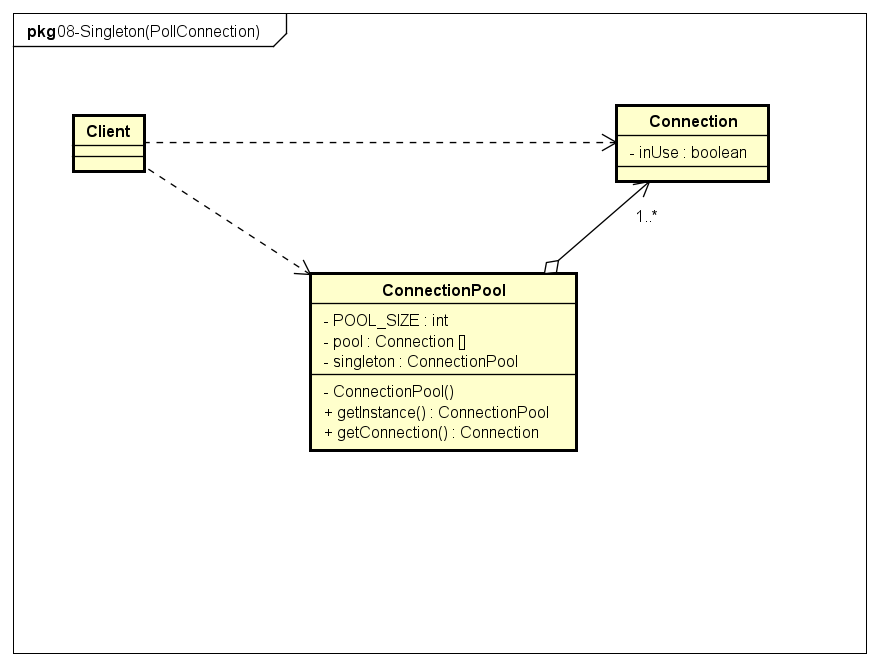 pkg 08-Singleton(PollConnection)
Client
Connection
- inUse : boolean
1..*
ConnectionPool
- POOL_SIZE : int
- pool : Connection []
- singleton : ConnectionPool
- ConnectionPool()
+ getInstance() : ConnectionPool
+ getConnection() : Connection